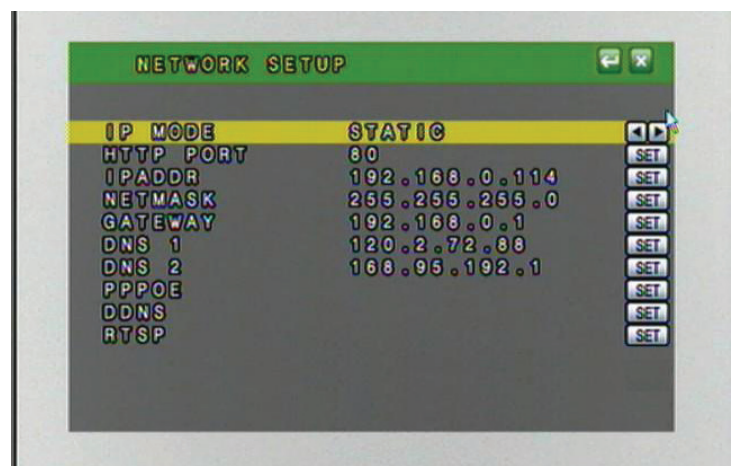 NETWORK SETUP
IP MODE STATIC
HTTP PORT 80 SET
IPADDR 192.168.0.114 SET
NETMASK 255.255.255.0 SET
GATEWAY 192.168.0.1 SET
DNS 1 120.2.72.88 SET
DNS 2 168.95.192.1 SET
PPPOE SET
DDNS SET
RTSP SET